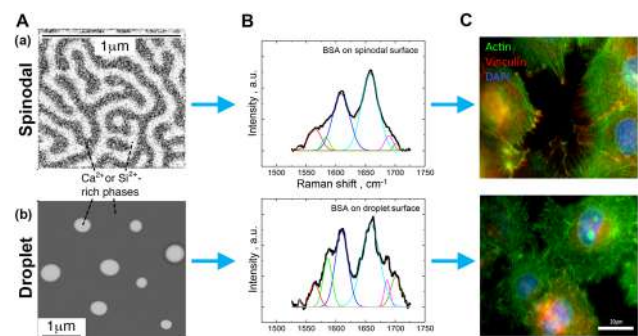 A
B
C
(a)
1μm
Spinodal
BSA on spinodal surface
Intensity, a.u.
1500 1550 1600 1650 1700 1750
Raman shift, cm⁻¹
Actin
Vinculin
DAPI
Ca²⁺or Si²⁺-
rich phases
(b)
Droplet
1μm
BSA on droplet surface
Intensity, a.u.
1500 1550 1600 1650 1700 1750